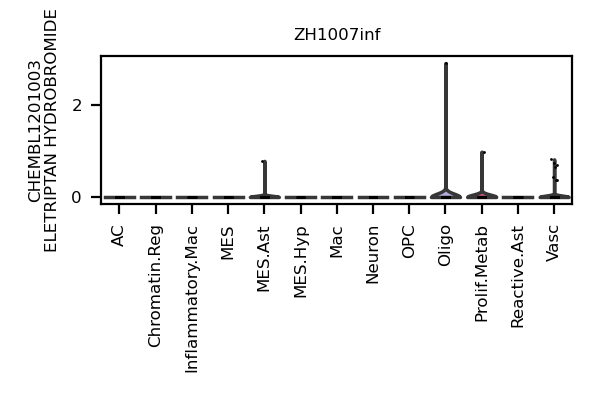 ZH1007inf
CHEMBL1201003
ELETRIPTAN HYDROBROMIDE
2
0
AC
Chromatin.Reg
Inflammatory.Mac
MES
MES.Ast
MES.Hyp
Mac
Neuron
OPC
Oligo
Prolif.Metab
Reactive.Ast
Vasc